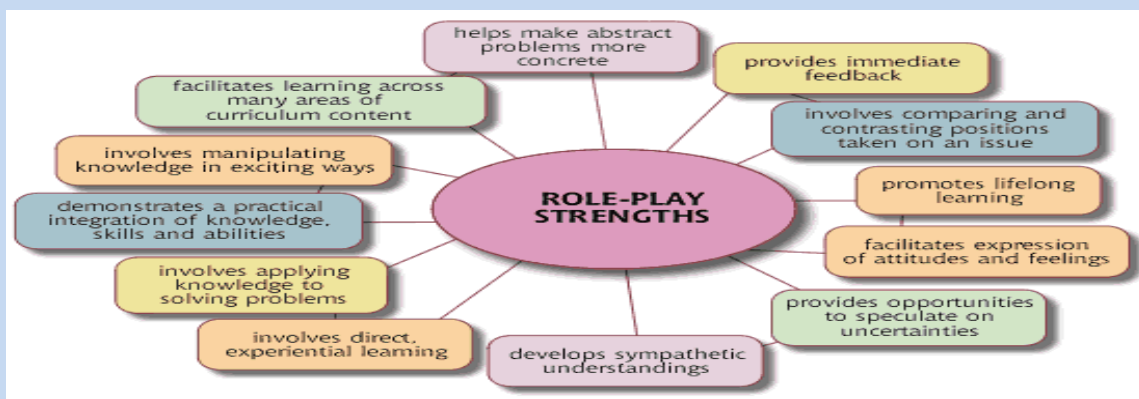 helps make abstract
problems more
concrete
provides immediate
feedback
facilitates learning across
many areas of
curriculum content
involves comparing and
contrasting positions
taken on an issue
involves manipulating
knowledge in exciting ways
promotes lifelong
learning
ROLE-PLAY
STRENGTHS
demonstrates a practical
integration of knowledge,
skills and abilities
facilitates expression
of attitudes and feelings
involves applying
knowledge to
solving problems
provides opportunities
to speculate on
uncertainties
involves direct,
experiential learning
develops sympathetic
understandings